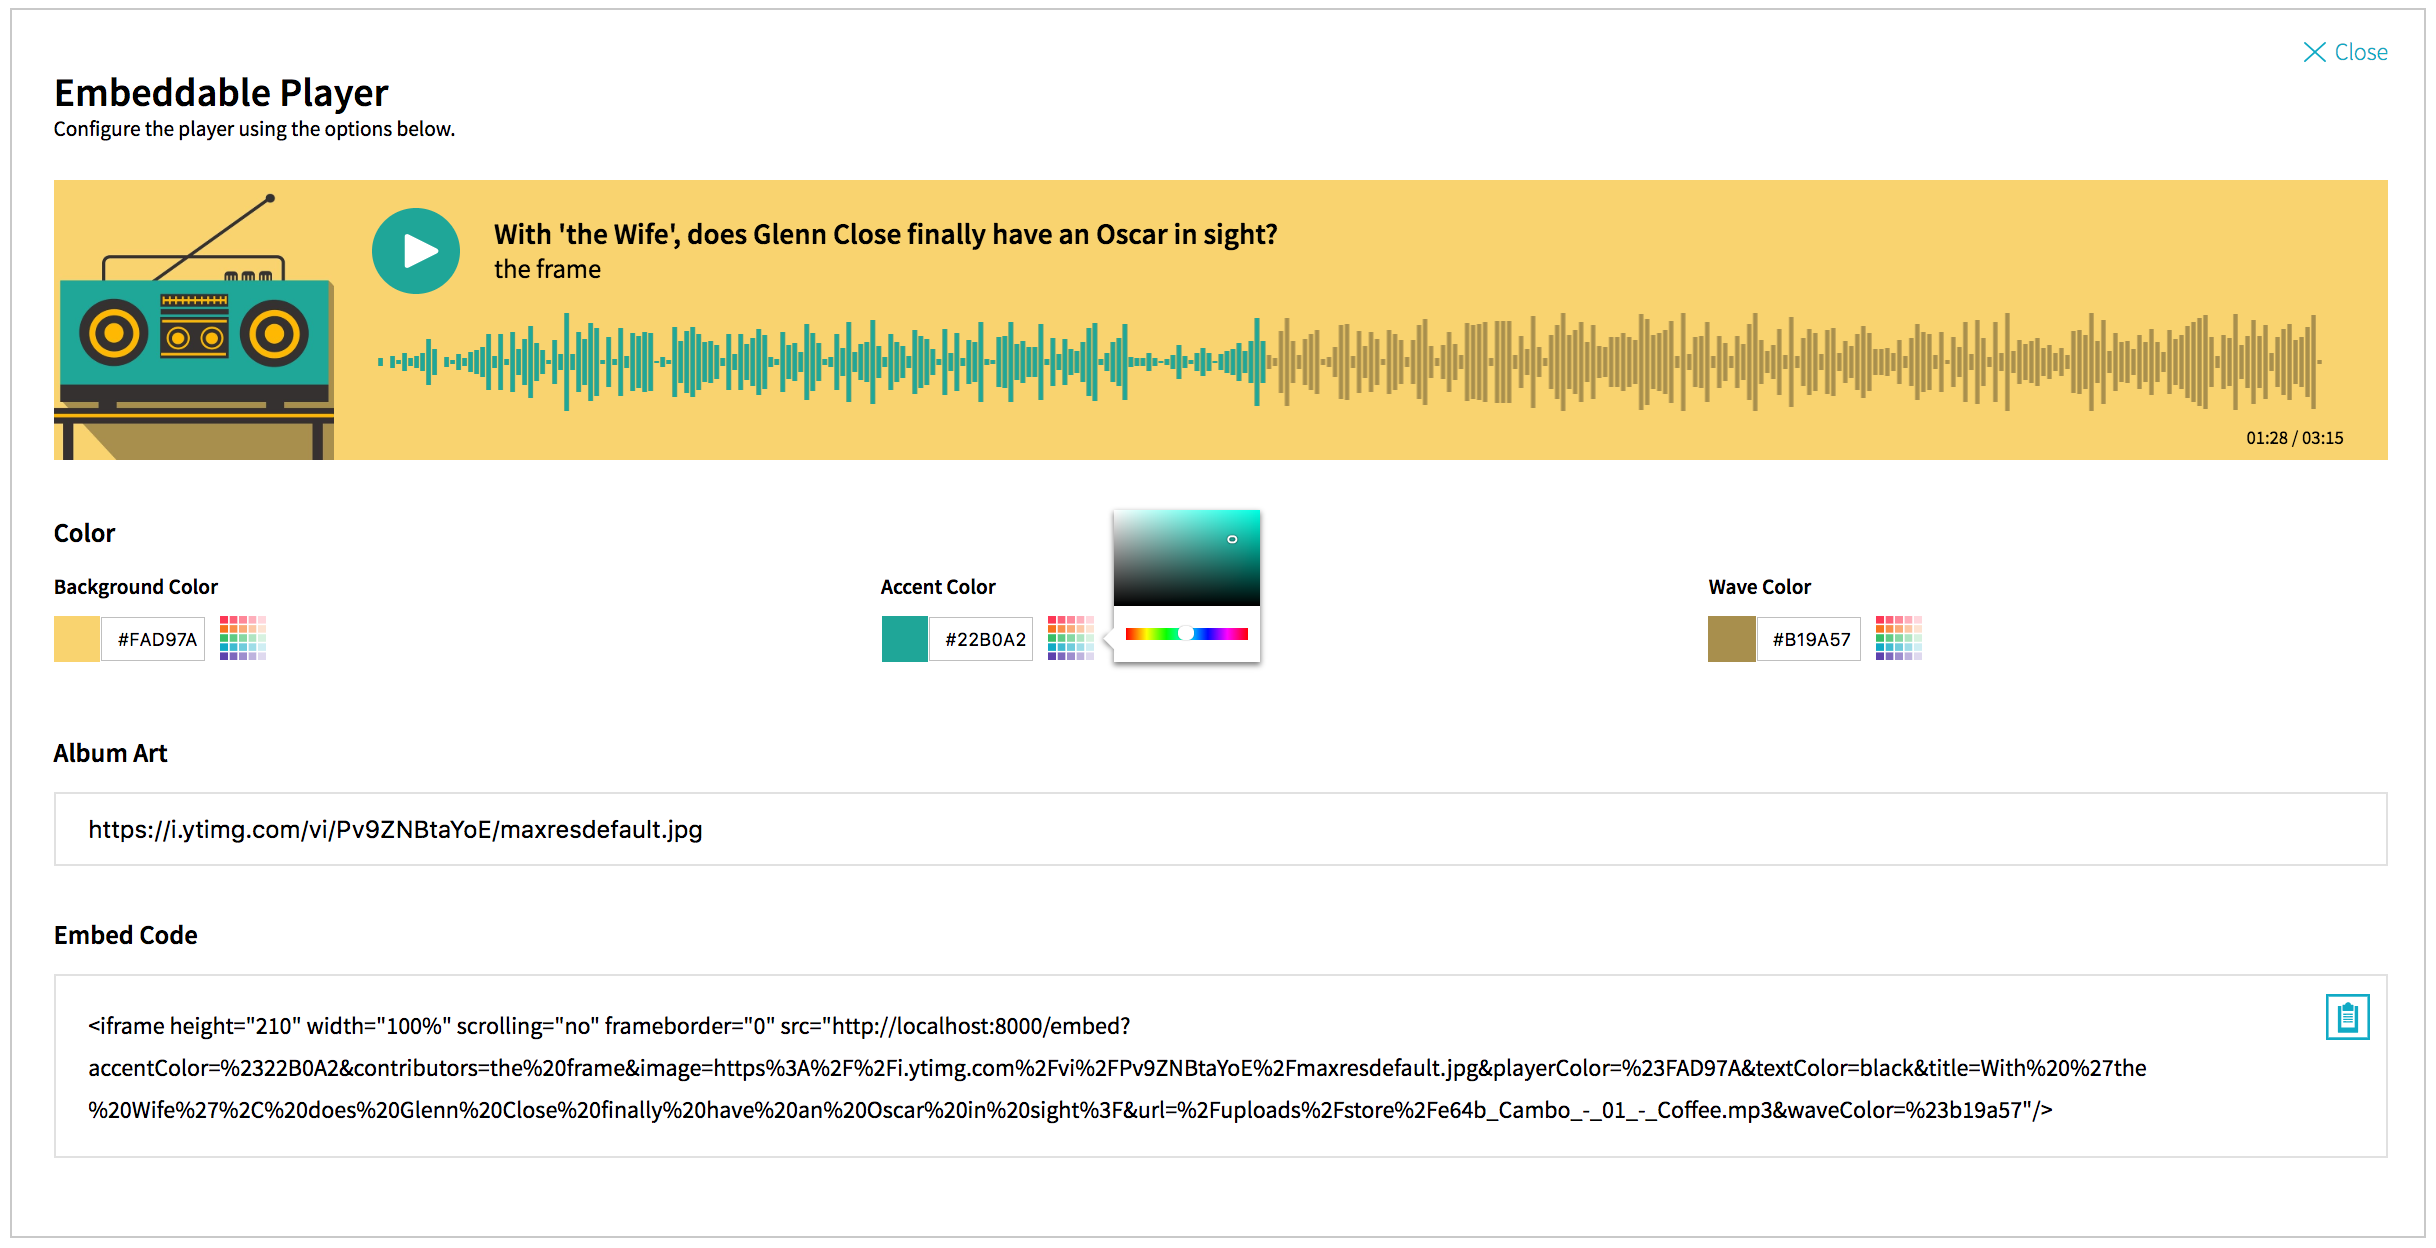 Close
Embeddable Player
Configure the player using the options below.
With 'the Wife', does Glenn Close finally have an Oscar in sight?
the frame
01:28 / 03:15
Color
Background Color
#FAD97A
Accent Color
#22B0A2
Wave Color
#B19A57
Album Art
https://i.ytimg.com/vi/Pv9ZNBtaYoE/maxresdefault.jpg
Embed Code
<iframe height="210" width="100%" scrolling="no" frameborder="0" src="http://localhost:8000/embed?
accentColor=%2322B0A2&contributors=the%20frame&image=https%3A%2F%2Fi.ytimg.com%2Fvi%2FPv9ZNBtaYoE%2Fmaxresdefault.jpg&playerColor=%23FAD97A&textColor=black&title=With%20%27the
%20Wife%27%2C%20does%20Glenn%20Close%20finally%20have%20an%20Oscar%20in%20sight%3F&url=%2Fuploads%2Fstore%2Fe64b_Cambo_-_01_-_Coffee.mp3&waveColor=%23b19a57"/>